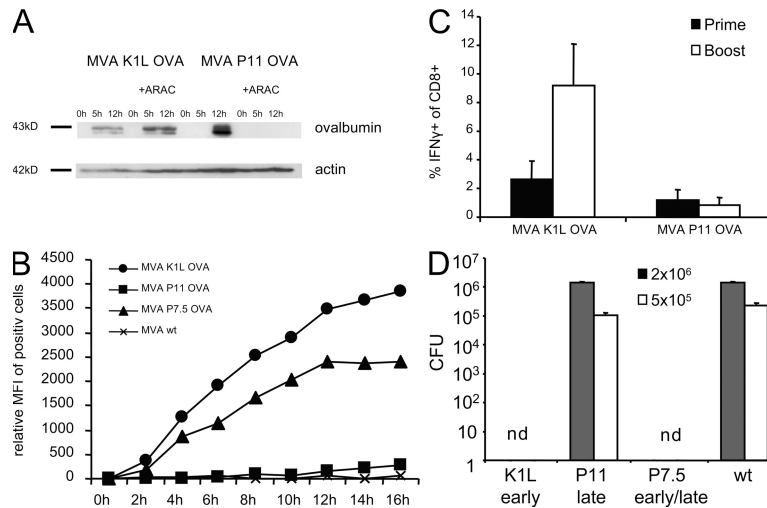 A
MVA K1L OVA MVA P11 OVA
+ARAC +ARAC
0h 5h 12h 0h 5h 12h 0h 5h 12h 0h 5h 12h
43kD ovalbumin
42kD actin
B
relative MFI of positiv cells
4500
4000
3500
3000
2500
2000
1500
1000
500
0
MVA K1L OVA
MVA P11 OVA
MVA P7.5 OVA
MVA wt
0h 2h 4h 6h 8h 10h 12h 14h 16h
C
% IFNγ+ of CD8+
14
12
10
8
6
4
2
0
Prime
Boost
MVA K1L OVA MVA P11 OVA
D
CFU
10⁷
10⁶
10⁵
10⁴
10³
10²
10
1
2x10⁶
5x10⁵
nd nd
K1L P11 P7.5 wt
early late early/late